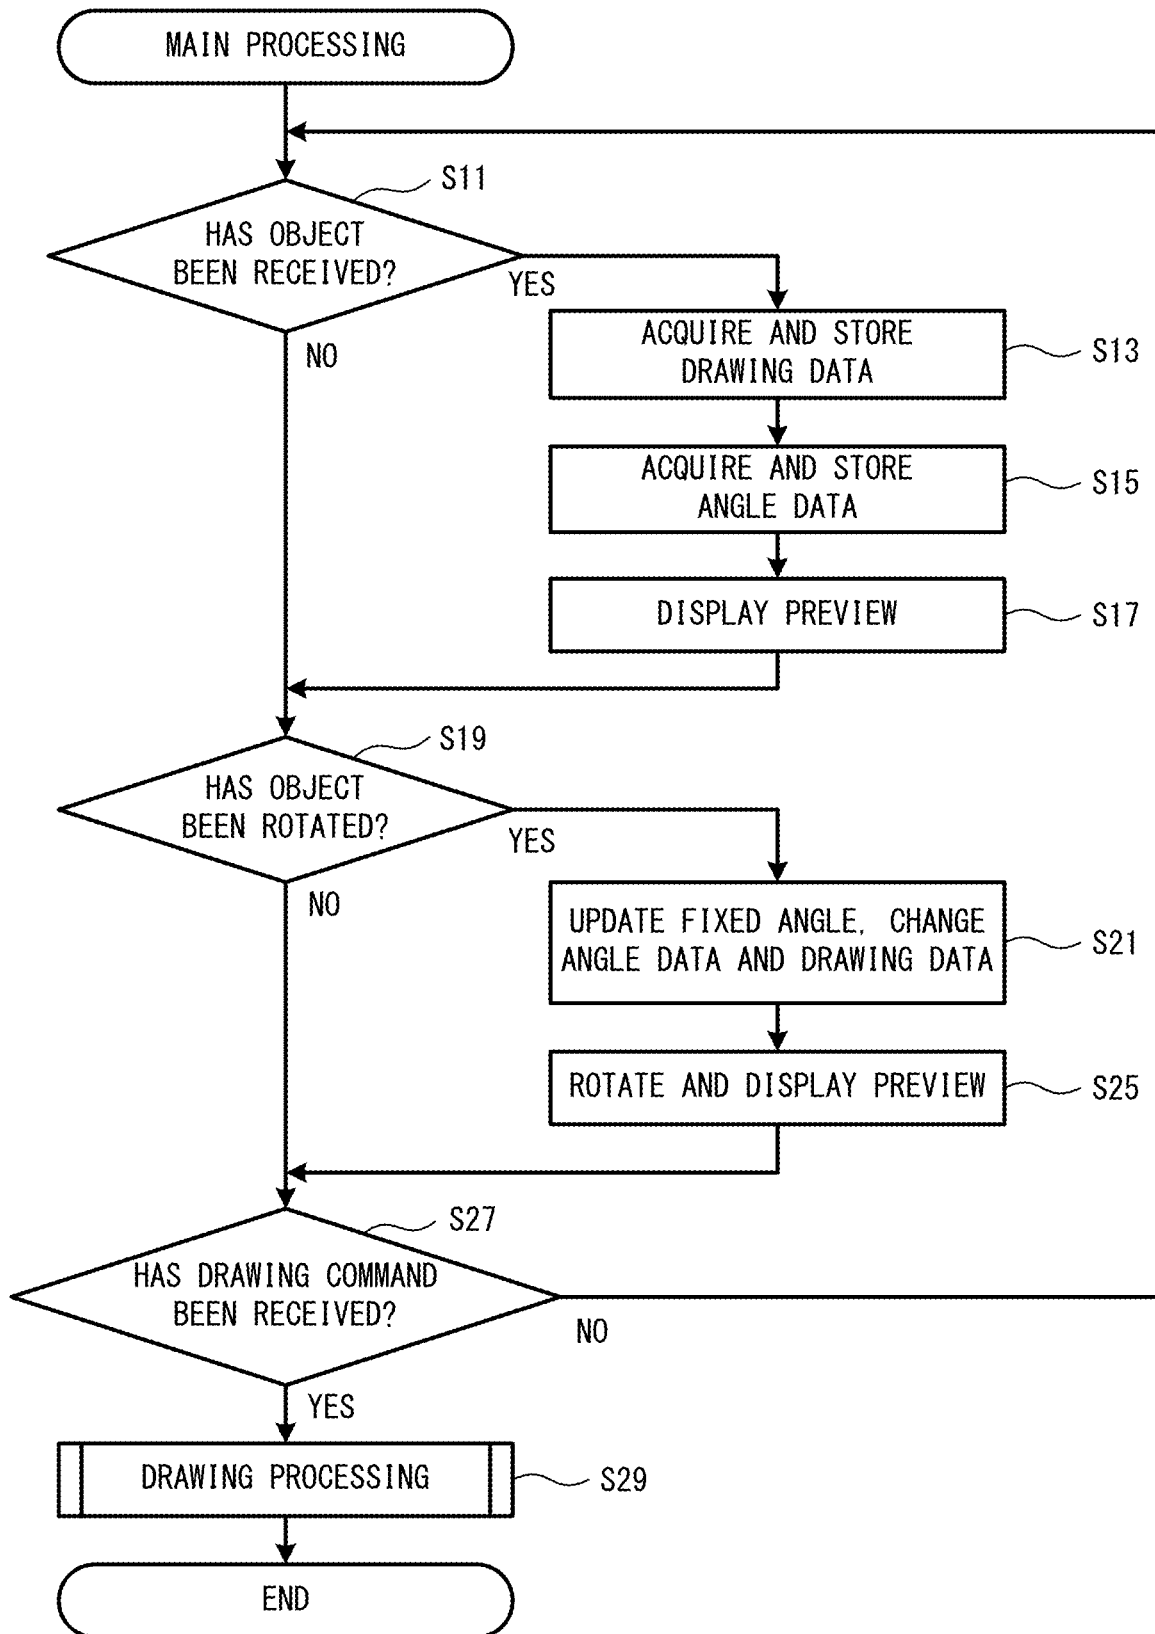 MAIN PROCESSING
S11
HAS OBJECT
BEEN RECEIVED?
YES
NO
ACQUIRE AND STORE
DRAWING DATA
S13
ACQUIRE AND STORE
ANGLE DATA
S15
DISPLAY PREVIEW
S17
S19
HAS OBJECT
BEEN ROTATED?
YES
NO
UPDATE FIXED ANGLE, CHANGE
ANGLE DATA AND DRAWING DATA
S21
ROTATE AND DISPLAY PREVIEW
S25
S27
HAS DRAWING COMMAND
BEEN RECEIVED?
NO
YES
DRAWING PROCESSING
S29
END